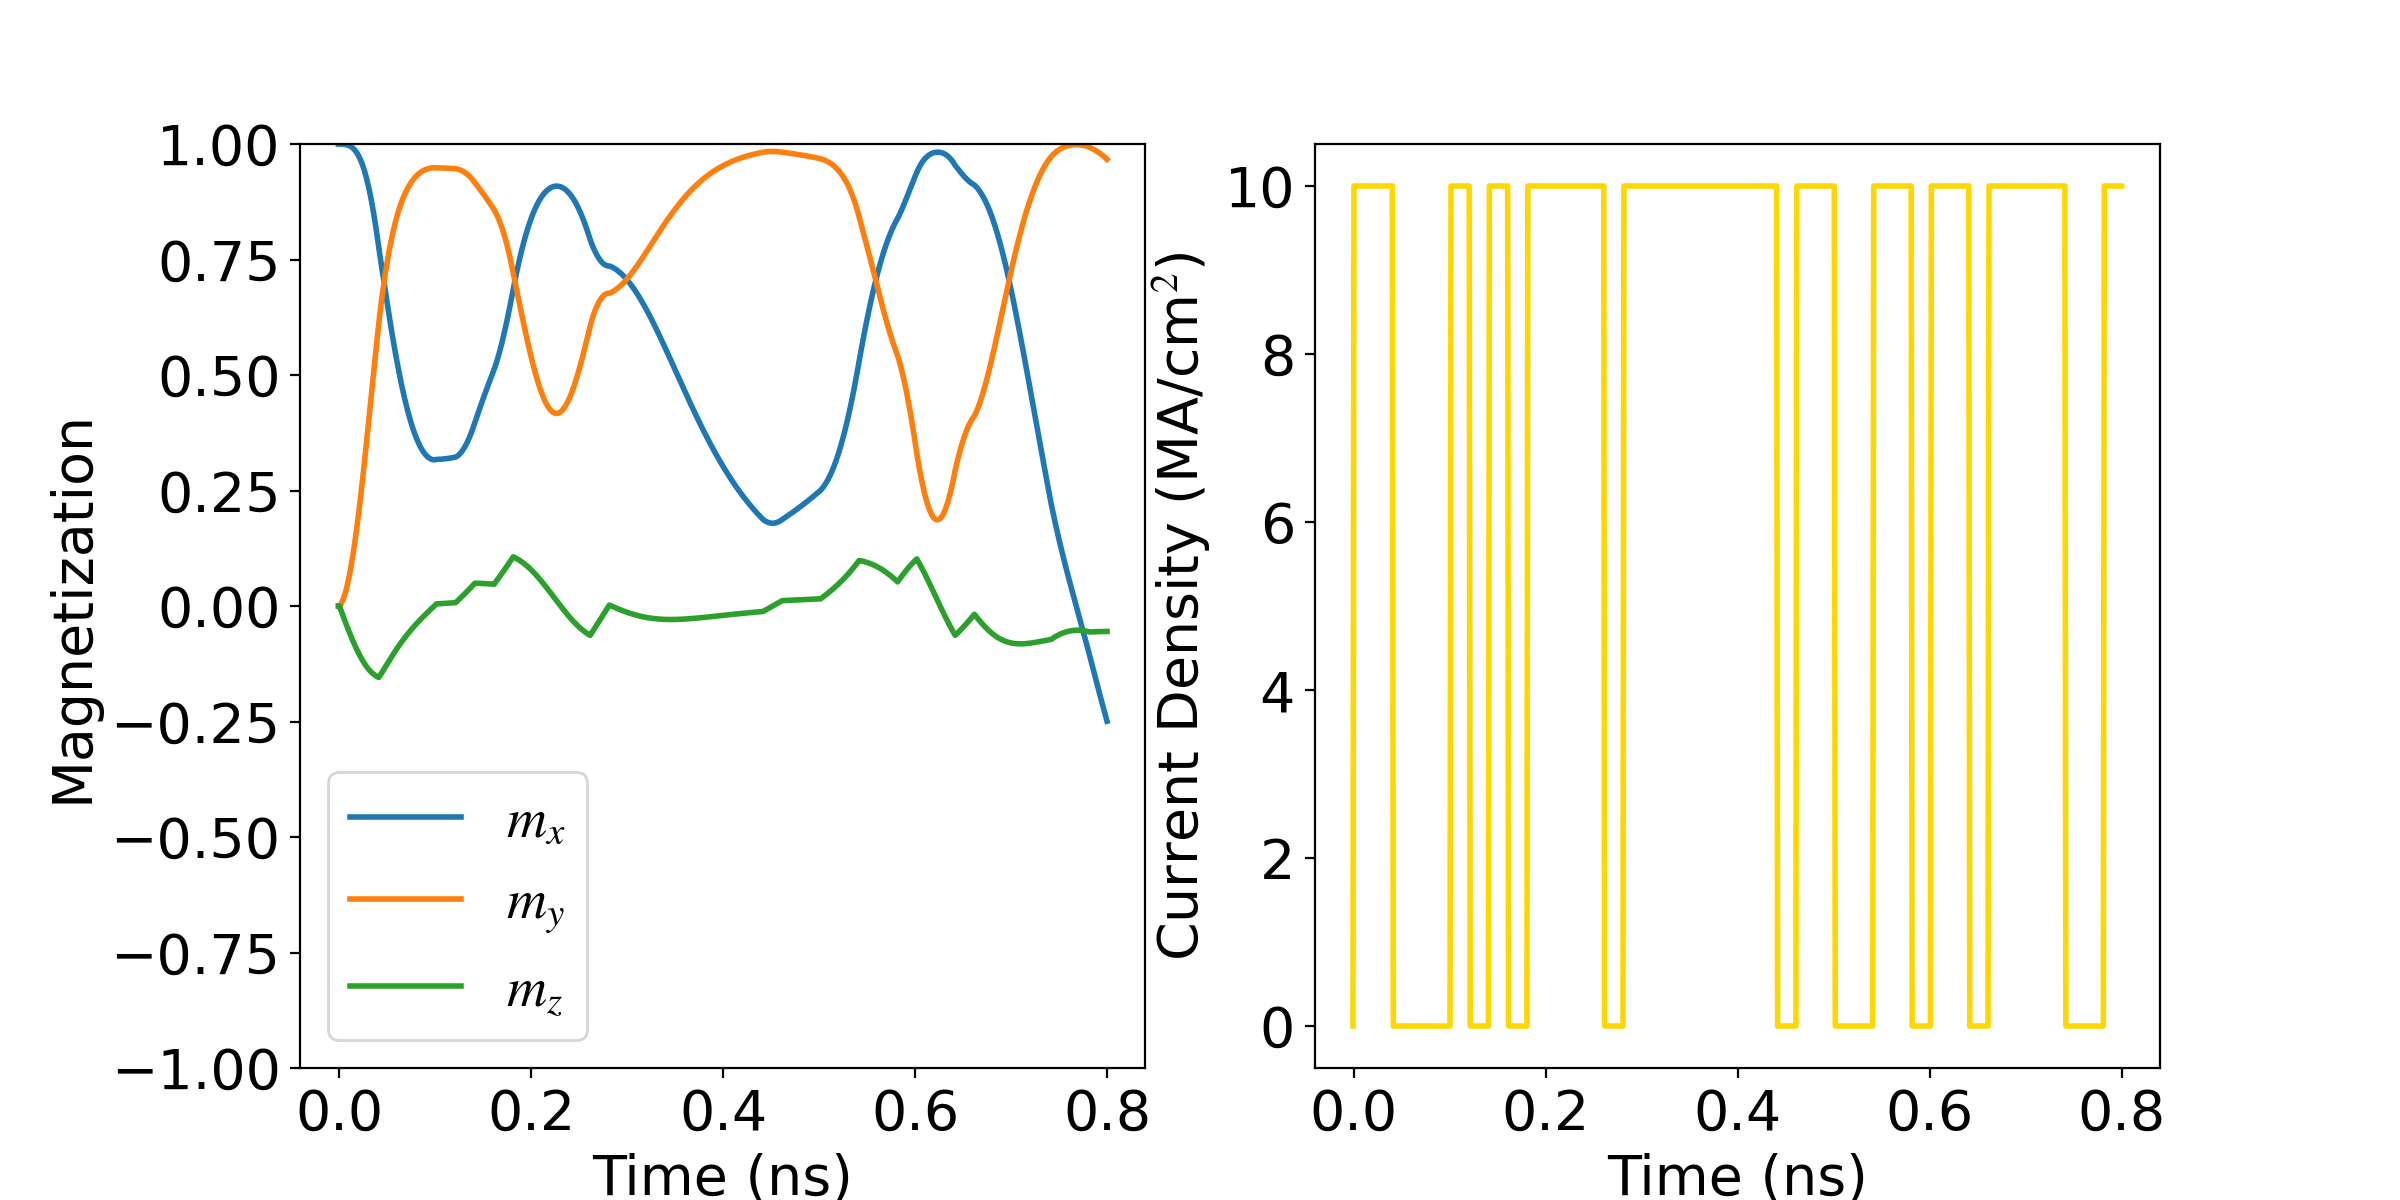 Magnetization
1.00
0.75
0.50
0.25
0.00
−0.25
−0.50
−0.75
−1.00
m_x
m_y
m_z
0.0 0.2 0.4 0.6 0.8
Time (ns)
Current Density (MA/cm²)
10
8
6
4
2
0
0.0 0.2 0.4 0.6 0.8
Time (ns)